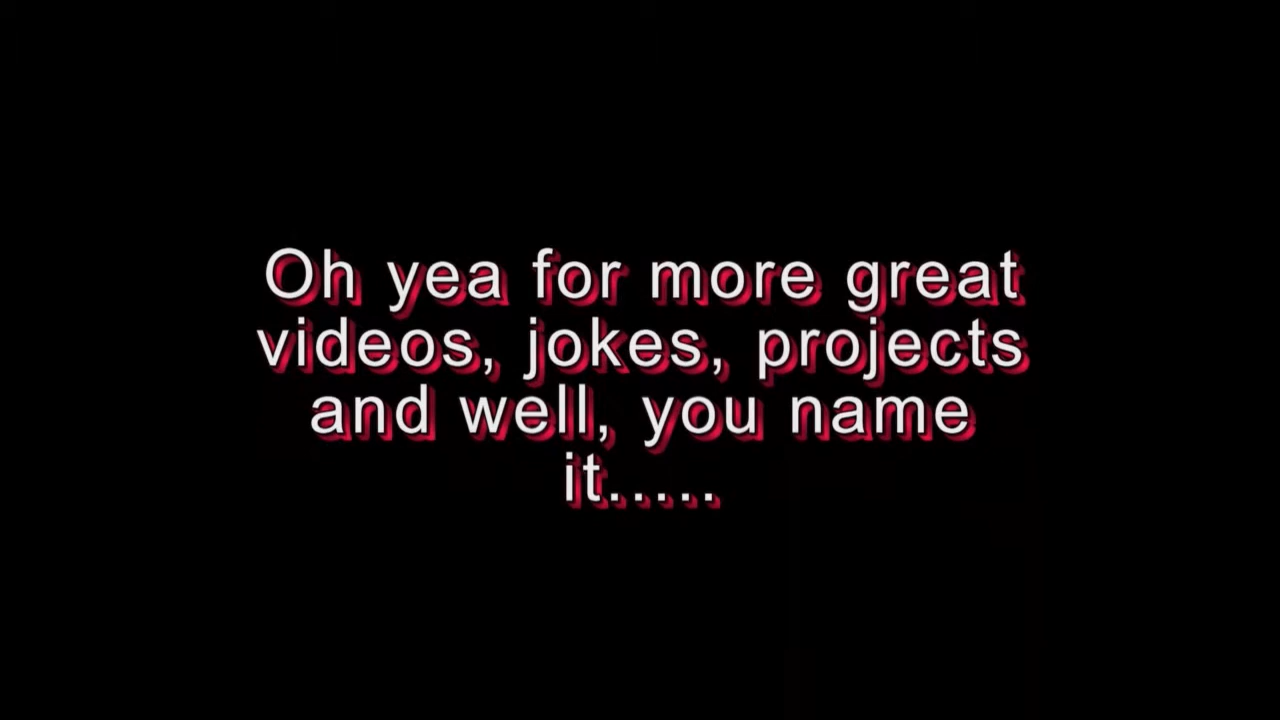 Oh yea for more great
videos, jokes, projects
and well, you name
it.....